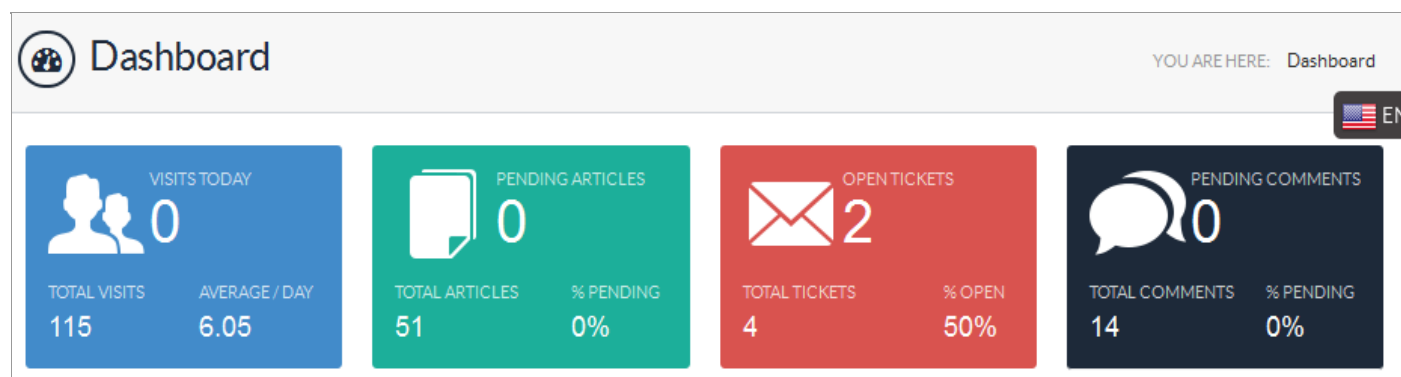 Dashboard
YOU ARE HERE: Dashboard
EN
VISITS TODAY
0
TOTAL VISITS AVERAGE / DAY
115 6.05
PENDING ARTICLES
0
TOTAL ARTICLES % PENDING
51 0%
OPEN TICKETS
2
TOTAL TICKETS % OPEN
4 50%
PENDING COMMENTS
0
TOTAL COMMENTS % PENDING
14 0%